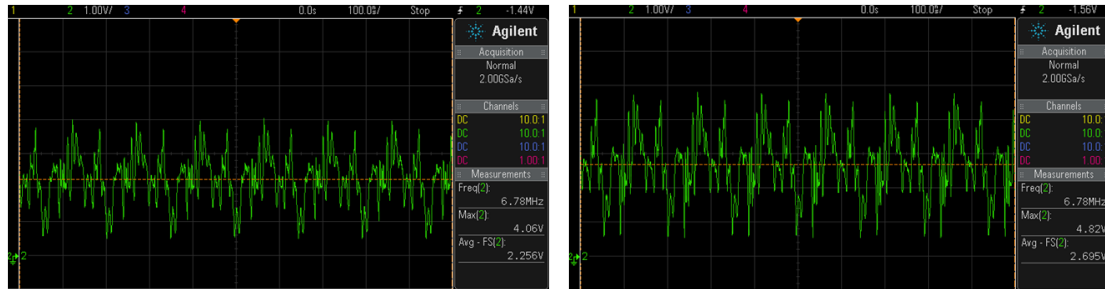 1 2 1.00V/ 3 4 0.0s 100.0ns/ Stop 2 -1.44V
Agilent
Acquisition
Normal
2.00GSa/s
Channels
DC 10.0:1
DC 10.0:1
DC 10.0:1
DC 1.00:1
Measurements
Freq(2):
6.78MHz
Max(2):
4.06V
Avg - FS(2):
2.256V
2
2 1.00V/ 3 4 0.0s 100.0ns/ Stop 2 -1.56V
Agilent
Acquisition
Normal
2.00GSa/s
Channels
DC 10.0:
DC 10.0:
DC 10.0:
DC 1.00:
Measurements
Freq(2):
6.78MHz
Max(2):
4.82V
Avg - FS(2):
2.695V
2